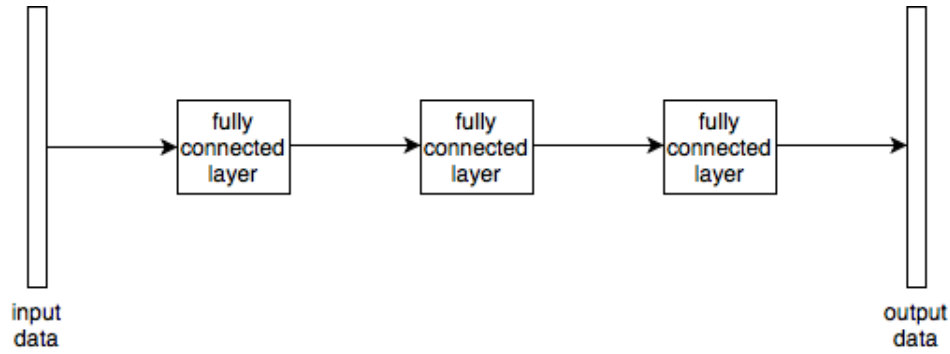 fully
connected
layer
fully
connected
layer
fully
connected
layer
input
data
output
data